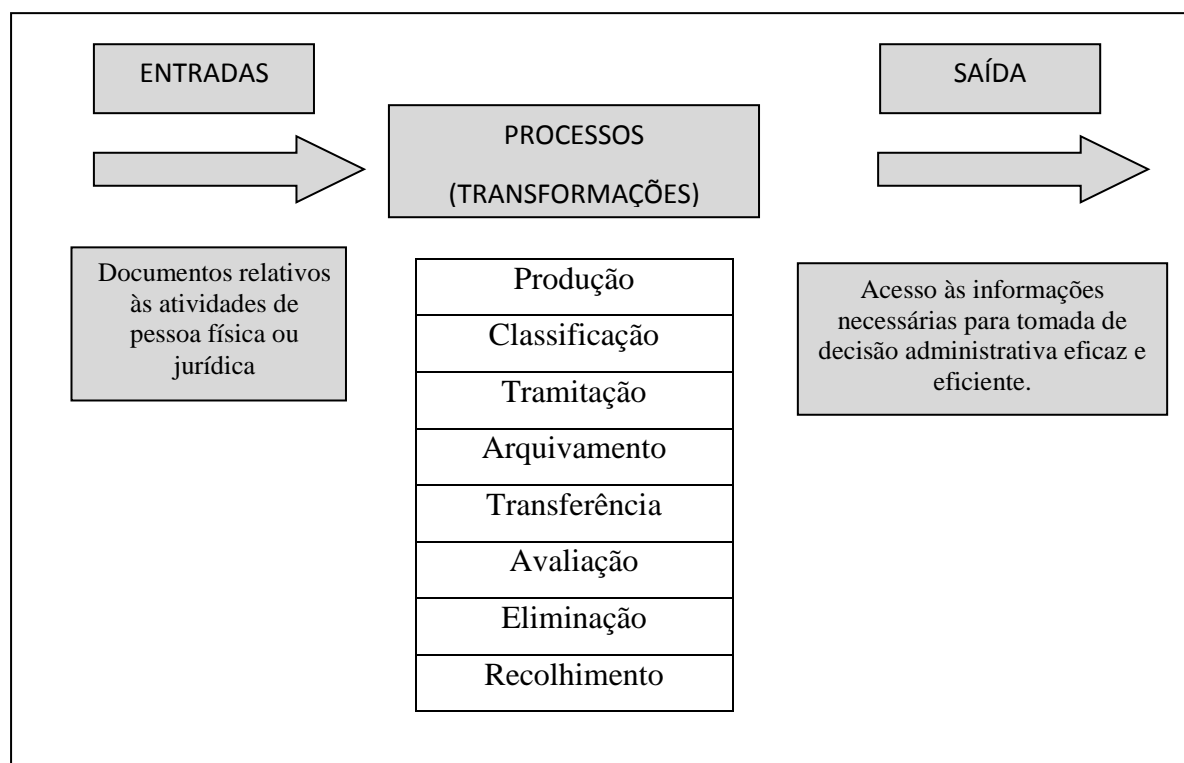 ENTRADAS
SAÍDA
PROCESSOS
(TRANSFORMAÇÕES)
Documentos relativos
às atividades de
pessoa física ou
jurídica
Produção
Classificação
Tramitação
Arquivamento
Transferência
Avaliação
Eliminação
Recolhimento
Acesso às informações
necessárias para tomada de
decisão administrativa eficaz e
eficiente.